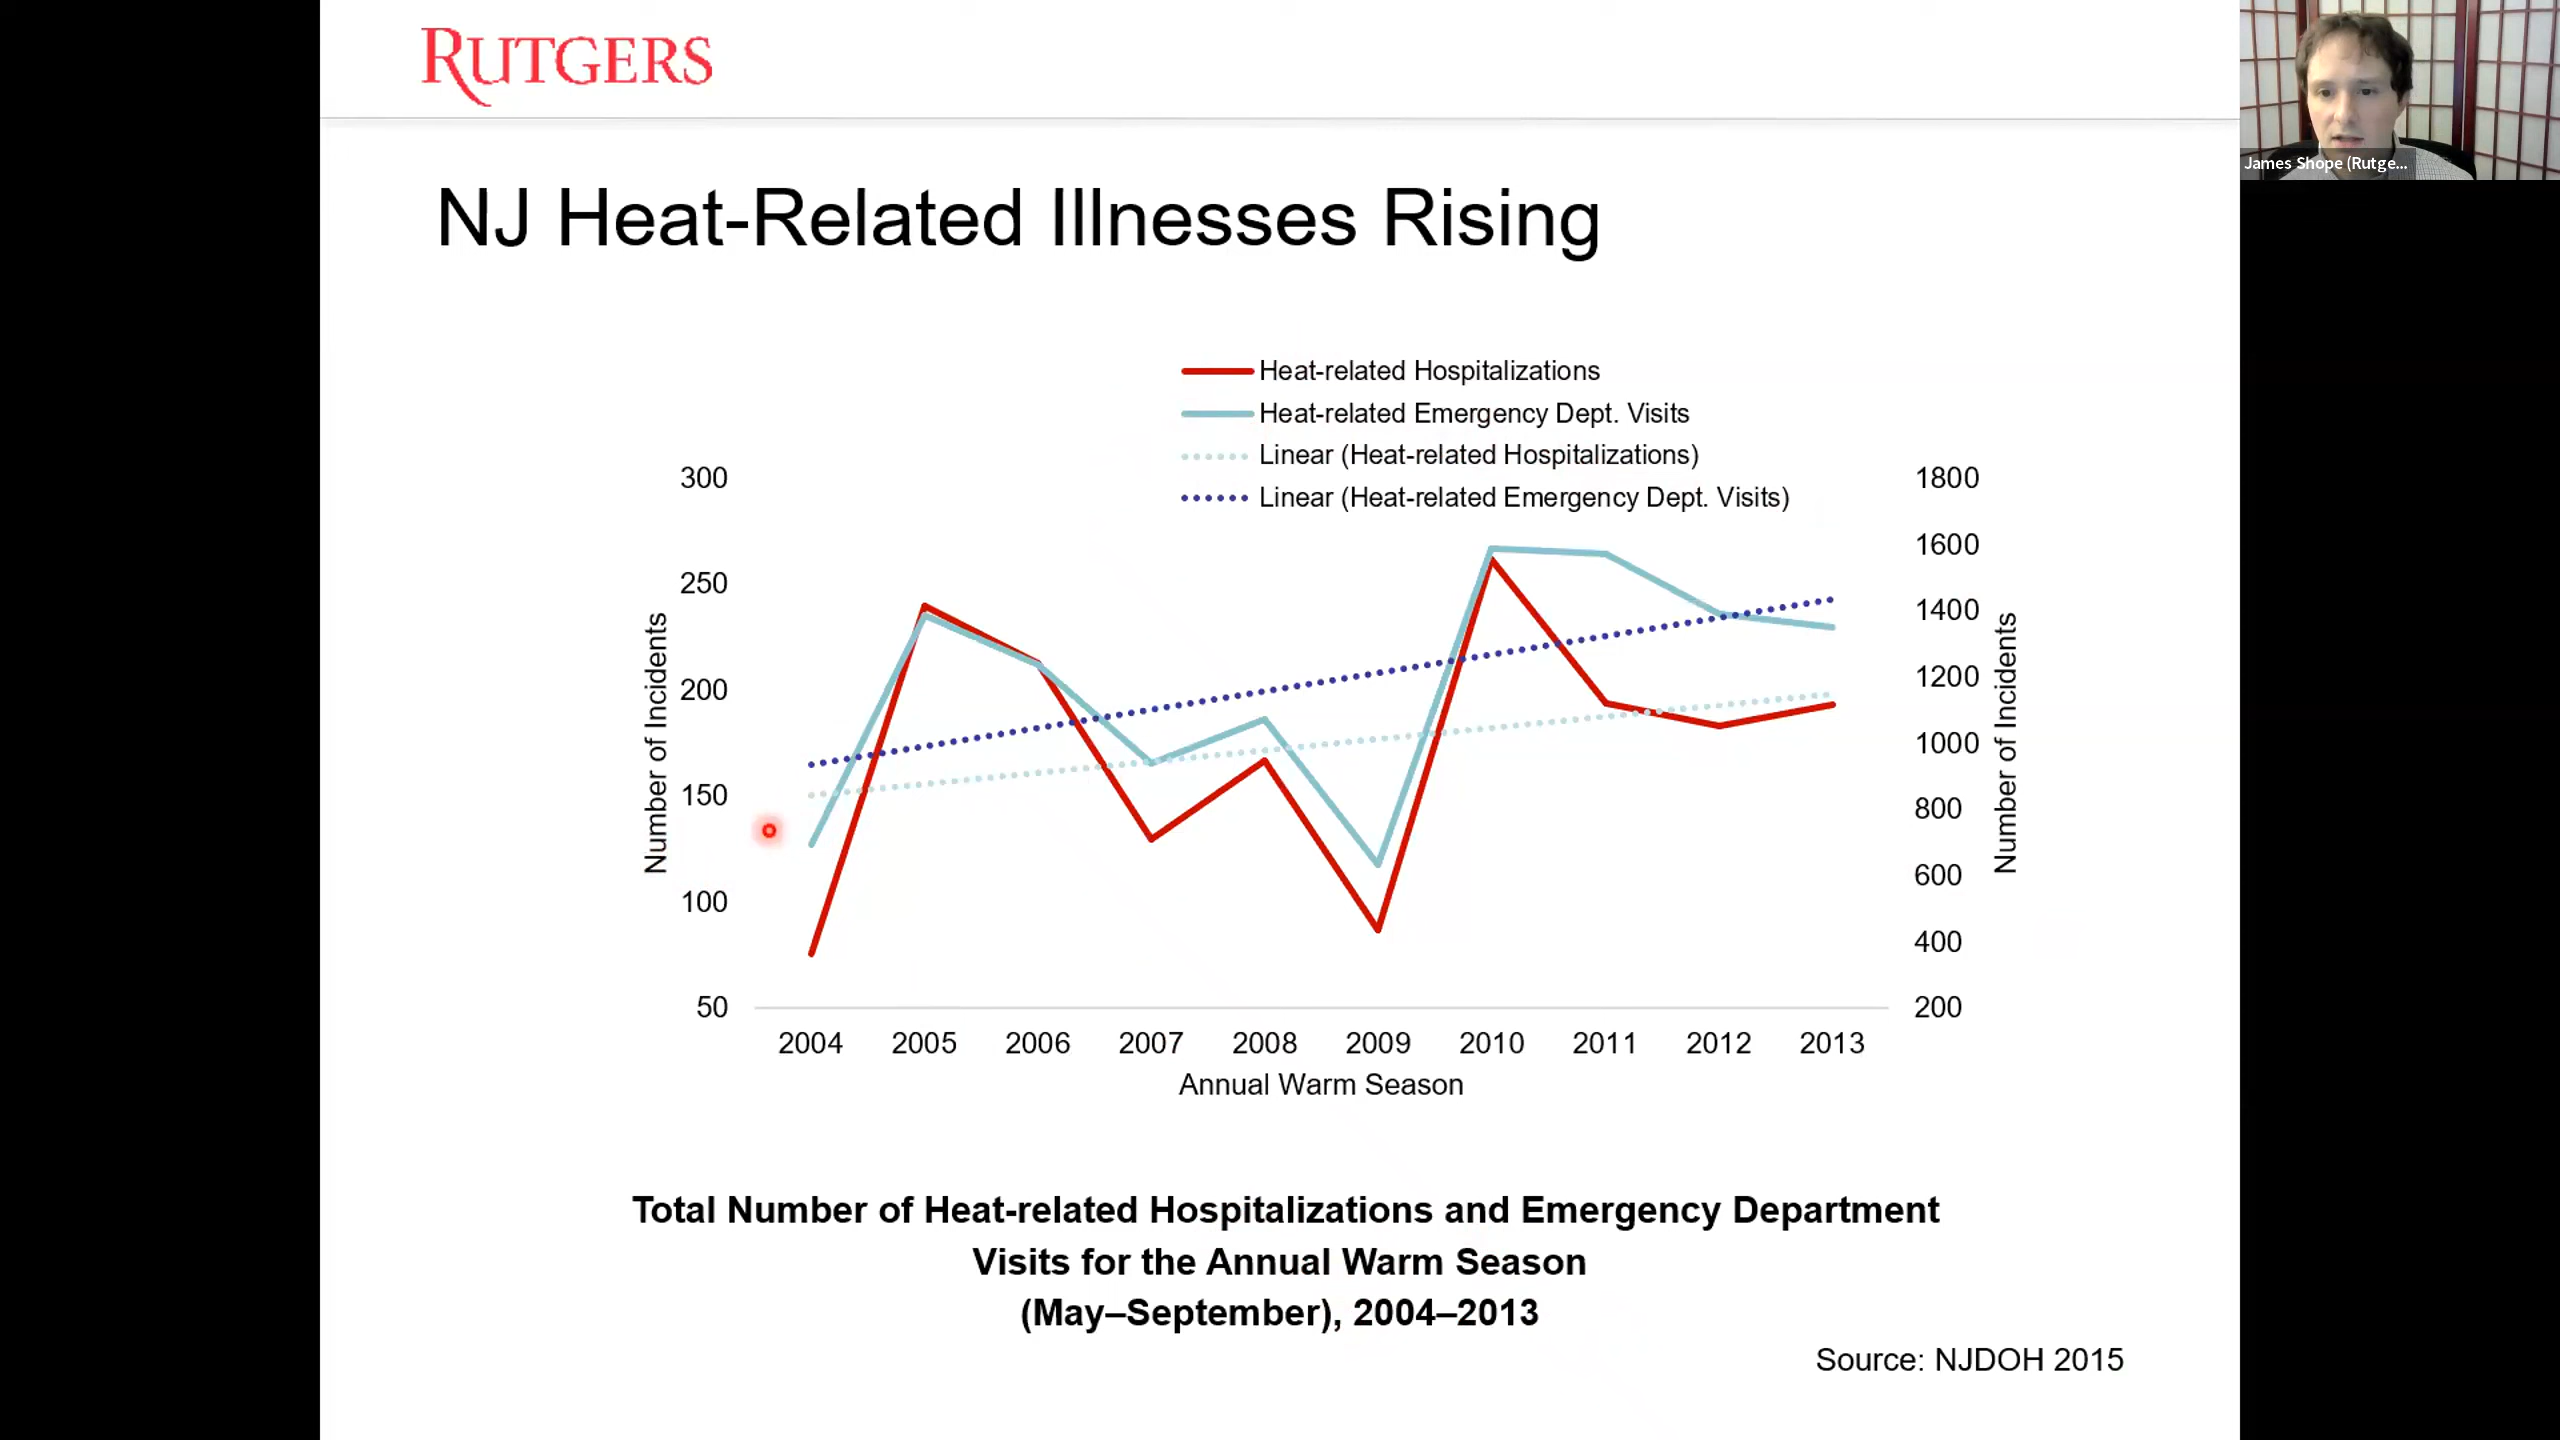 RUTGERS
James Shope (Rutge...
NJ Heat-Related Illnesses Rising
Heat-related Hospitalizations
Heat-related Emergency Dept. Visits
Linear (Heat-related Hospitalizations)
Linear (Heat-related Emergency Dept. Visits)
300
250
200
150
100
50
Number of Incidents
1800
1600
1400
1200
1000
800
600
400
200
Number of Incidents
2004 2005 2006 2007 2008 2009 2010 2011 2012 2013
Annual Warm Season
Total Number of Heat-related Hospitalizations and Emergency Department
Visits for the Annual Warm Season
(May–September), 2004–2013
Source: NJDOH 2015